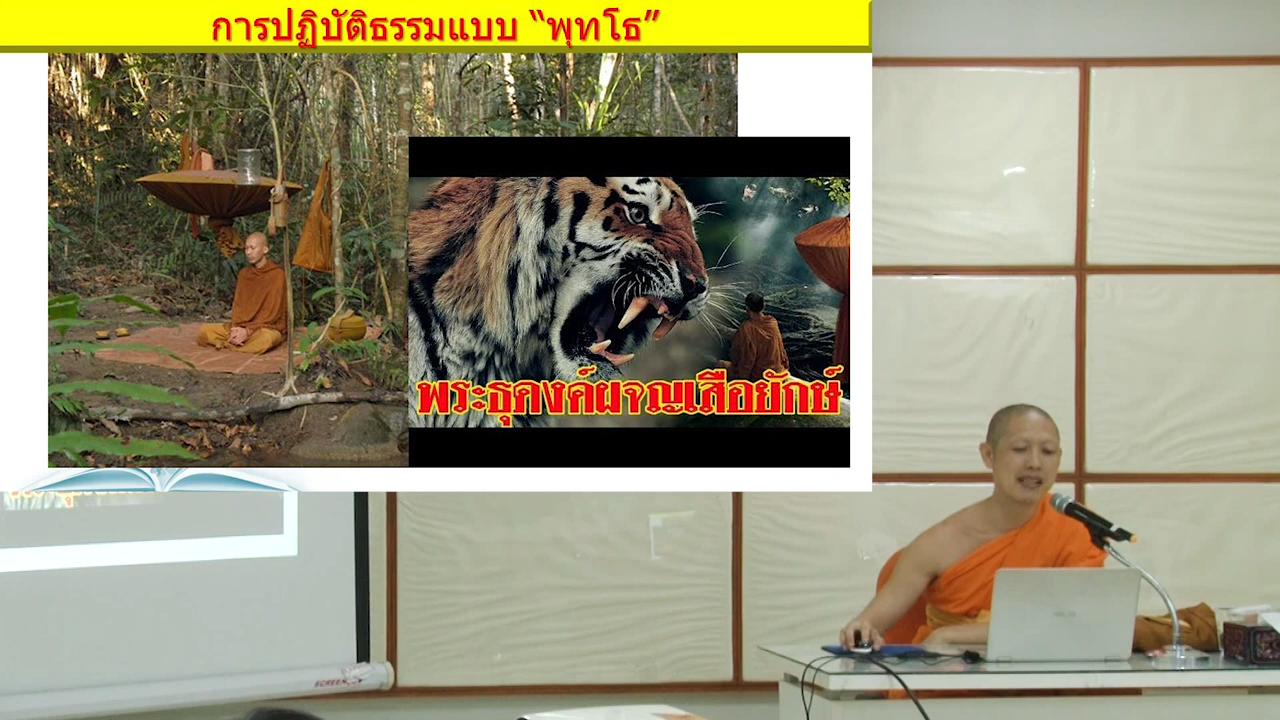 การปฏิบัติธรรมแบบ “พุทโธ”
พระธุดงค์ผจญเสือยักษ์
ASUS